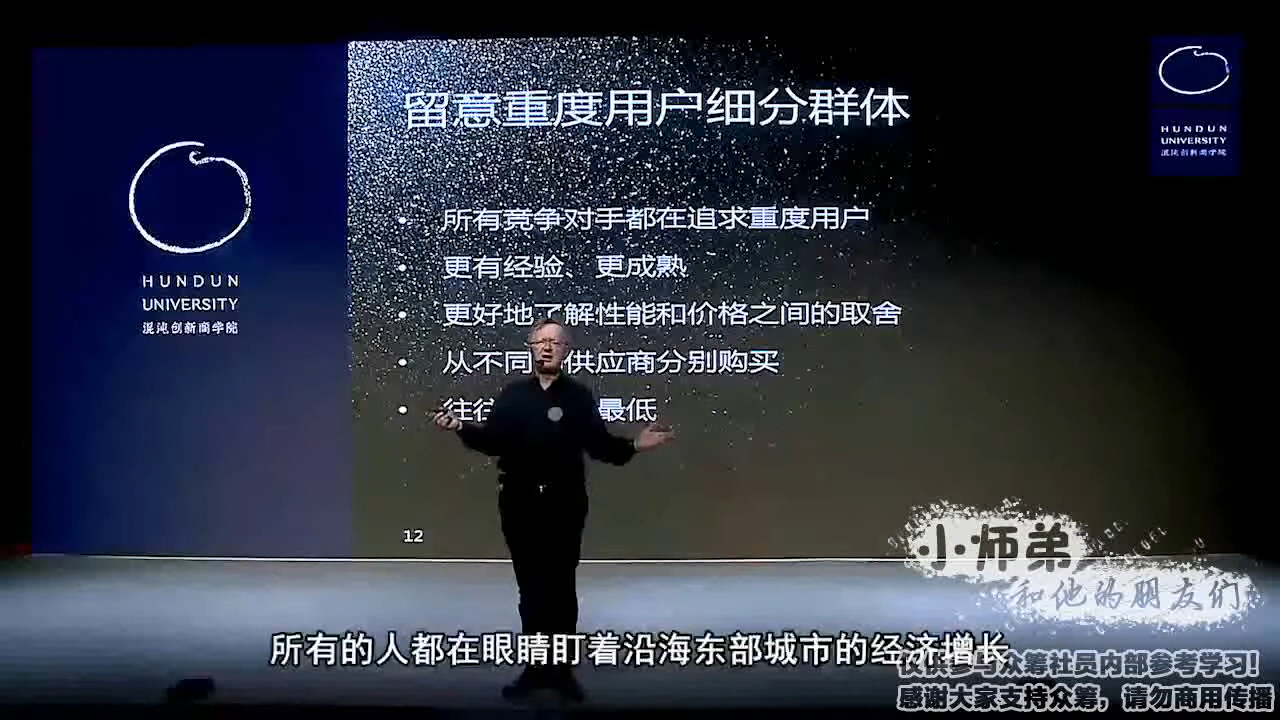 留意重度用户细分群体
HUNDUN
UNIVERSITY
混沌创新商学院
HUNDUN
UNIVERSITY
混沌创新商学院
• 所有竞争对手都在追求重度用户
• 更有经验、更成熟
• 更好地了解性能和价格之间的取舍
• 从不同 供应商分别购买
• 往往 最低
12
小师弟
和他的朋友们
所有的人都在眼睛盯着沿海东部城市的经济增长
仅供参与众筹社员内部参考学习!
感谢大家支持众筹,请勿商用传播